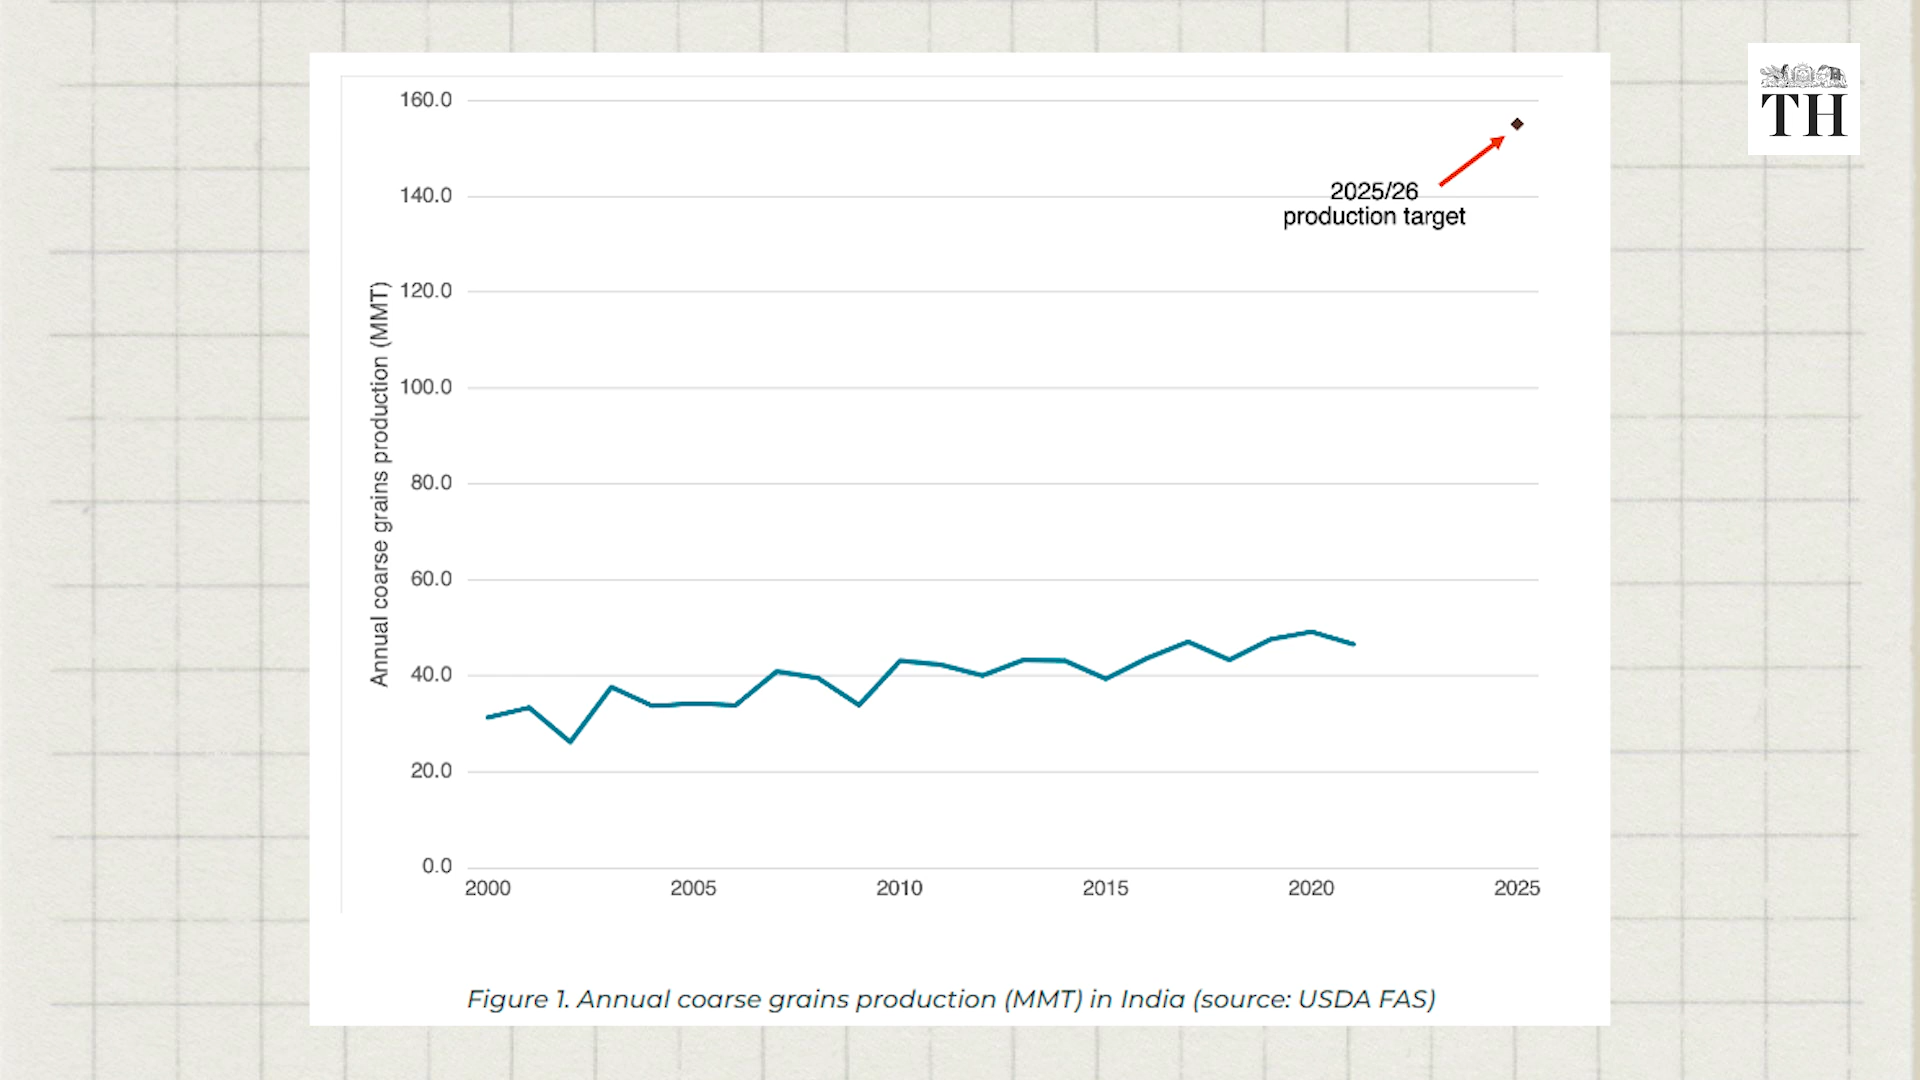 TH
160.0
140.0
120.0
100.0
80.0
60.0
40.0
20.0
0.0
Annual coarse grains production (MMT)
2025/26
production target
2000 2005 2010 2015 2020 2025
Figure 1. Annual coarse grains production (MMT) in India (source: USDA FAS)